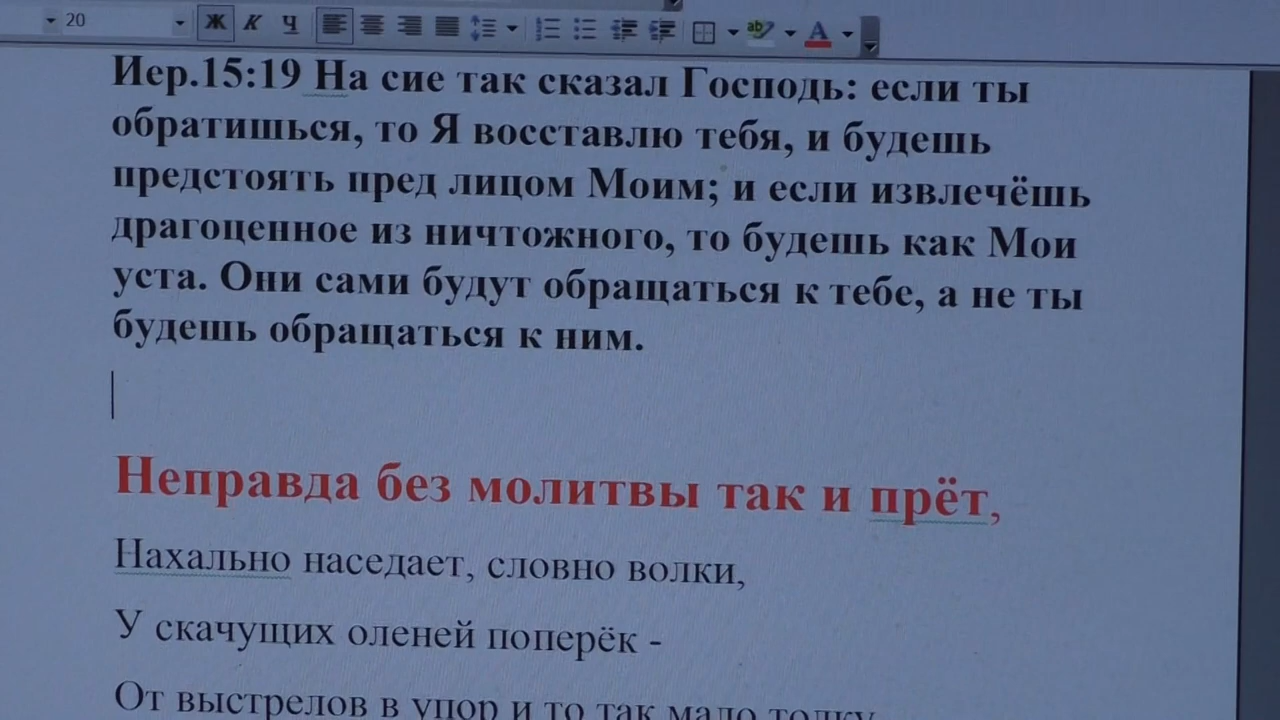 20
Ж К Ч
Иер.15:19 На сие так сказал Господь: если ты
обратишься, то Я восставлю тебя, и будешь
предстоять пред лицом Моим; и если извлечёшь
драгоценное из ничтожного, то будешь как Мои
уста. Они сами будут обращаться к тебе, а не ты
будешь обращаться к ним.
Неправда без молитвы так и прёт,
Нахально наседает, словно волки,
У скачущих оленей поперёк -
От выстрелов в упор и то так мало толку